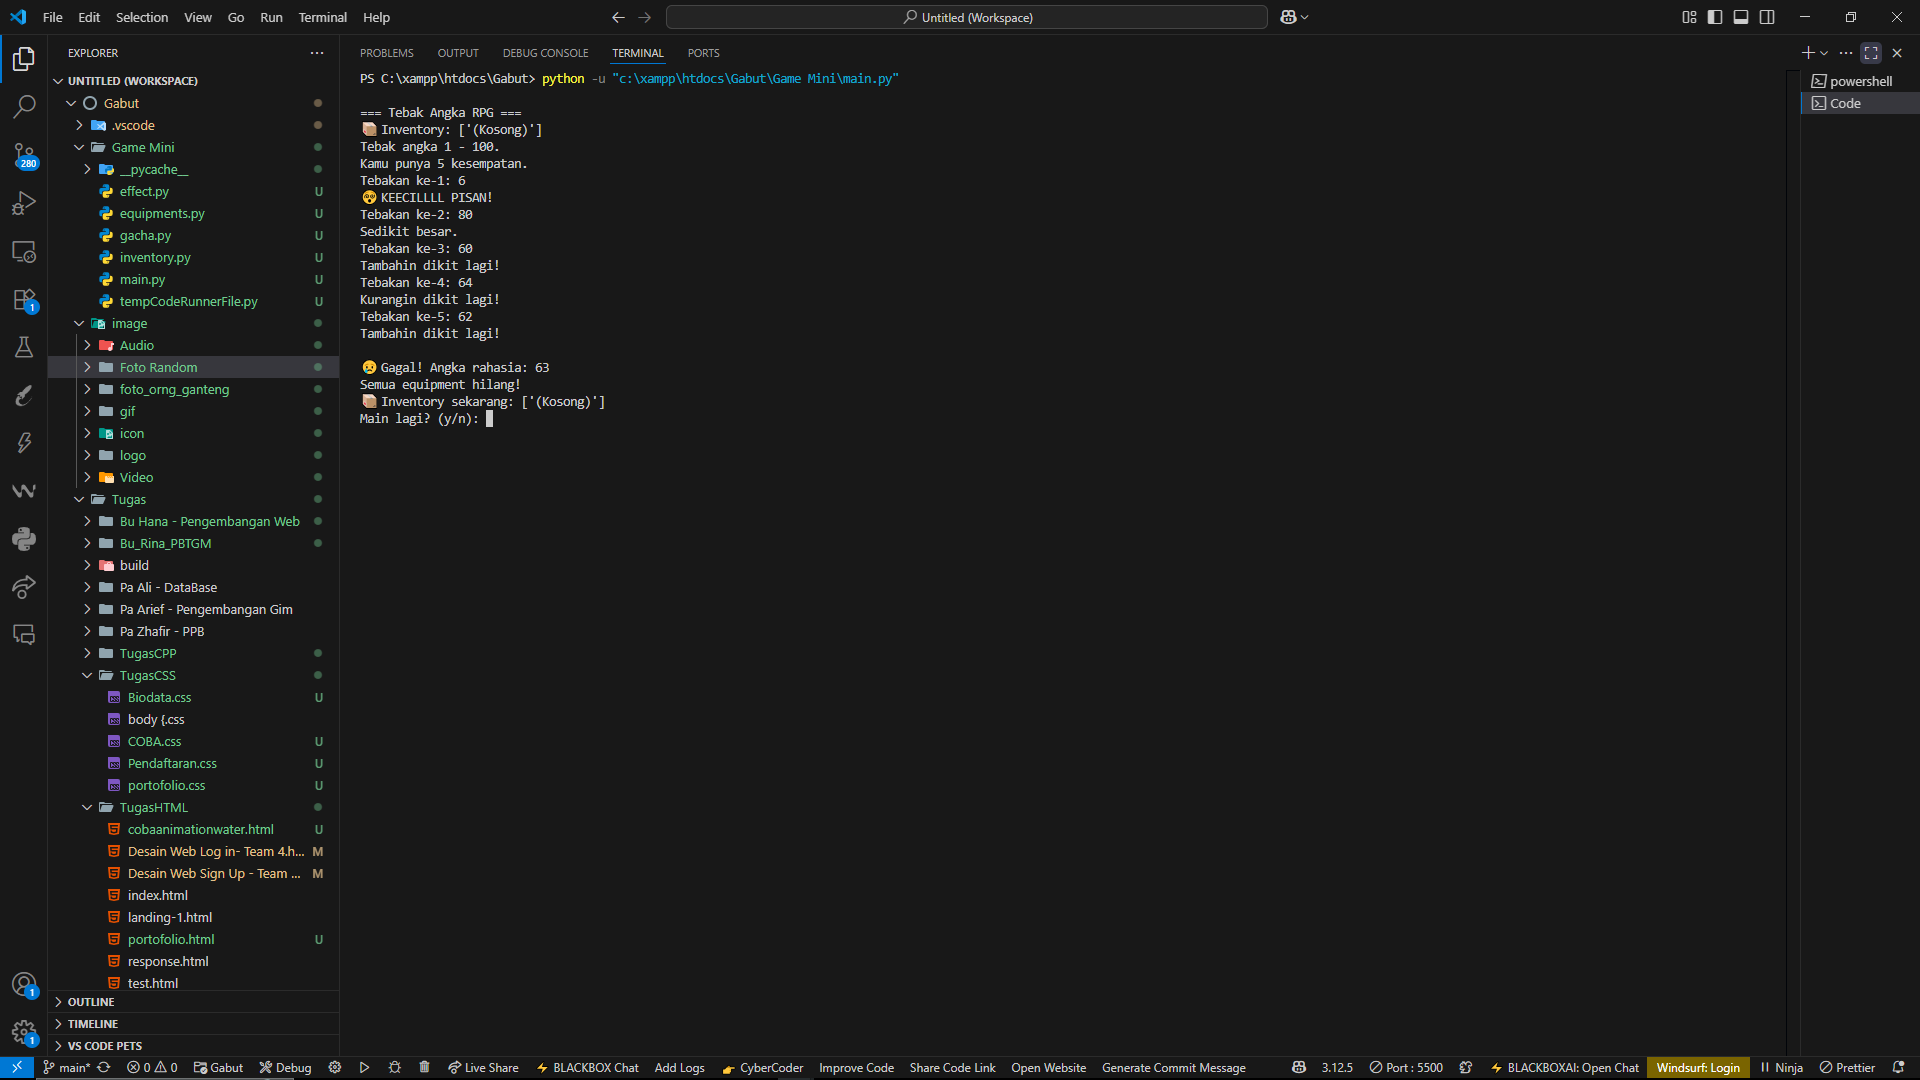 File Edit Selection View Go Run Terminal Help
Untitled (Workspace)
EXPLORER
UNTITLED (WORKSPACE)
Gabut
.vscode
Game Mini
__pycache__
effect.py U
equipments.py U
gacha.py U
inventory.py U
main.py U
tempCodeRunnerFile.py U
image
Audio
Foto Random
foto_orng_ganteng
gif
icon
logo
Video
Tugas
Bu Hana - Pengembangan Web
Bu_Rina_PBTGM
build
Pa Ali - DataBase
Pa Arief - Pengembangan Gim
Pa Zhafir - PPB
TugasCPP
TugasCSS
Biodata.css U
body {.css
COBA.css U
Pendaftaran.css U
portofolio.css U
TugasHTML
cobaanimationwater.html U
Desain Web Log in- Team 4.h... M
Desain Web Sign Up - Team ... M
index.html
landing-1.html
portofolio.html U
response.html
test.html
OUTLINE
TIMELINE
VS CODE PETS
280
1
1
1
PROBLEMS OUTPUT DEBUG CONSOLE TERMINAL PORTS
PS C:\xampp\htdocs\Gabut> python -u "c:\xampp\htdocs\Gabut\Game Mini\main.py"
=== Tebak Angka RPG ===
📦 Inventory: ['(Kosong)']
Tebak angka 1 - 100.
Kamu punya 5 kesempatan.
Tebakan ke-1: 6
😲 KEECILLLL PISAN!
Tebakan ke-2: 80
Sedikit besar.
Tebakan ke-3: 60
Tambahin dikit lagi!
Tebakan ke-4: 64
Kurangin dikit lagi!
Tebakan ke-5: 62
Tambahin dikit lagi!
😢 Gagal! Angka rahasia: 63
Semua equipment hilang!
📦 Inventory sekarang: ['(Kosong)']
Main lagi? (y/n):
powershell
Code
main* 0 0 Gabut Debug Live Share BLACKBOX Chat Add Logs CyberCoder Improve Code Share Code Link Open Website Generate Commit Message 3.12.5 Port : 5500 BLACKBOXAI: Open Chat Windsurf: Login Ninja Prettier